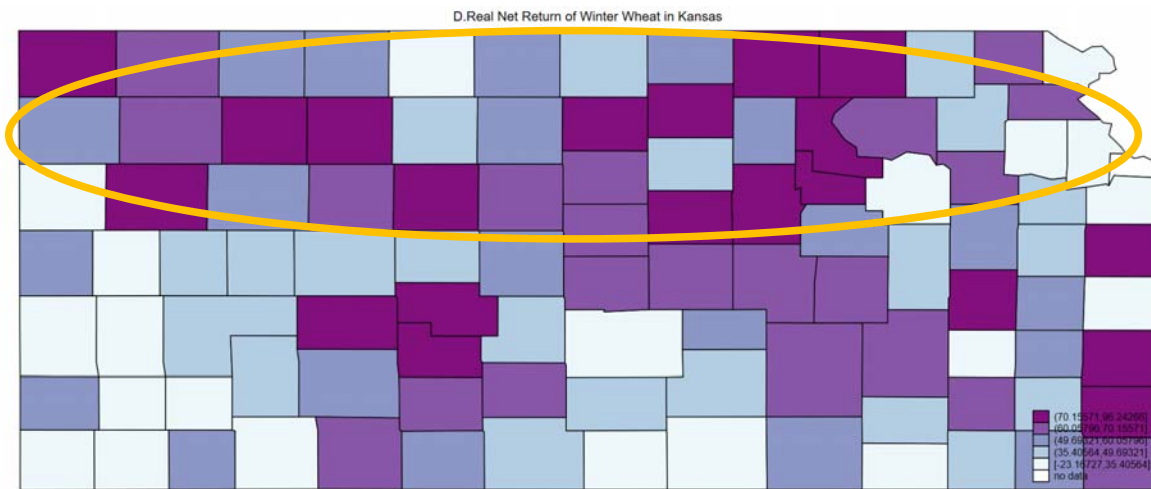 D.Real Net Return of Winter Wheat in Kansas
(70.15571,96.24265]
(60.05796,70.15571]
(49.69321,60.05796]
(35.40564,49.69321]
[-23.16727,35.40564]
no data